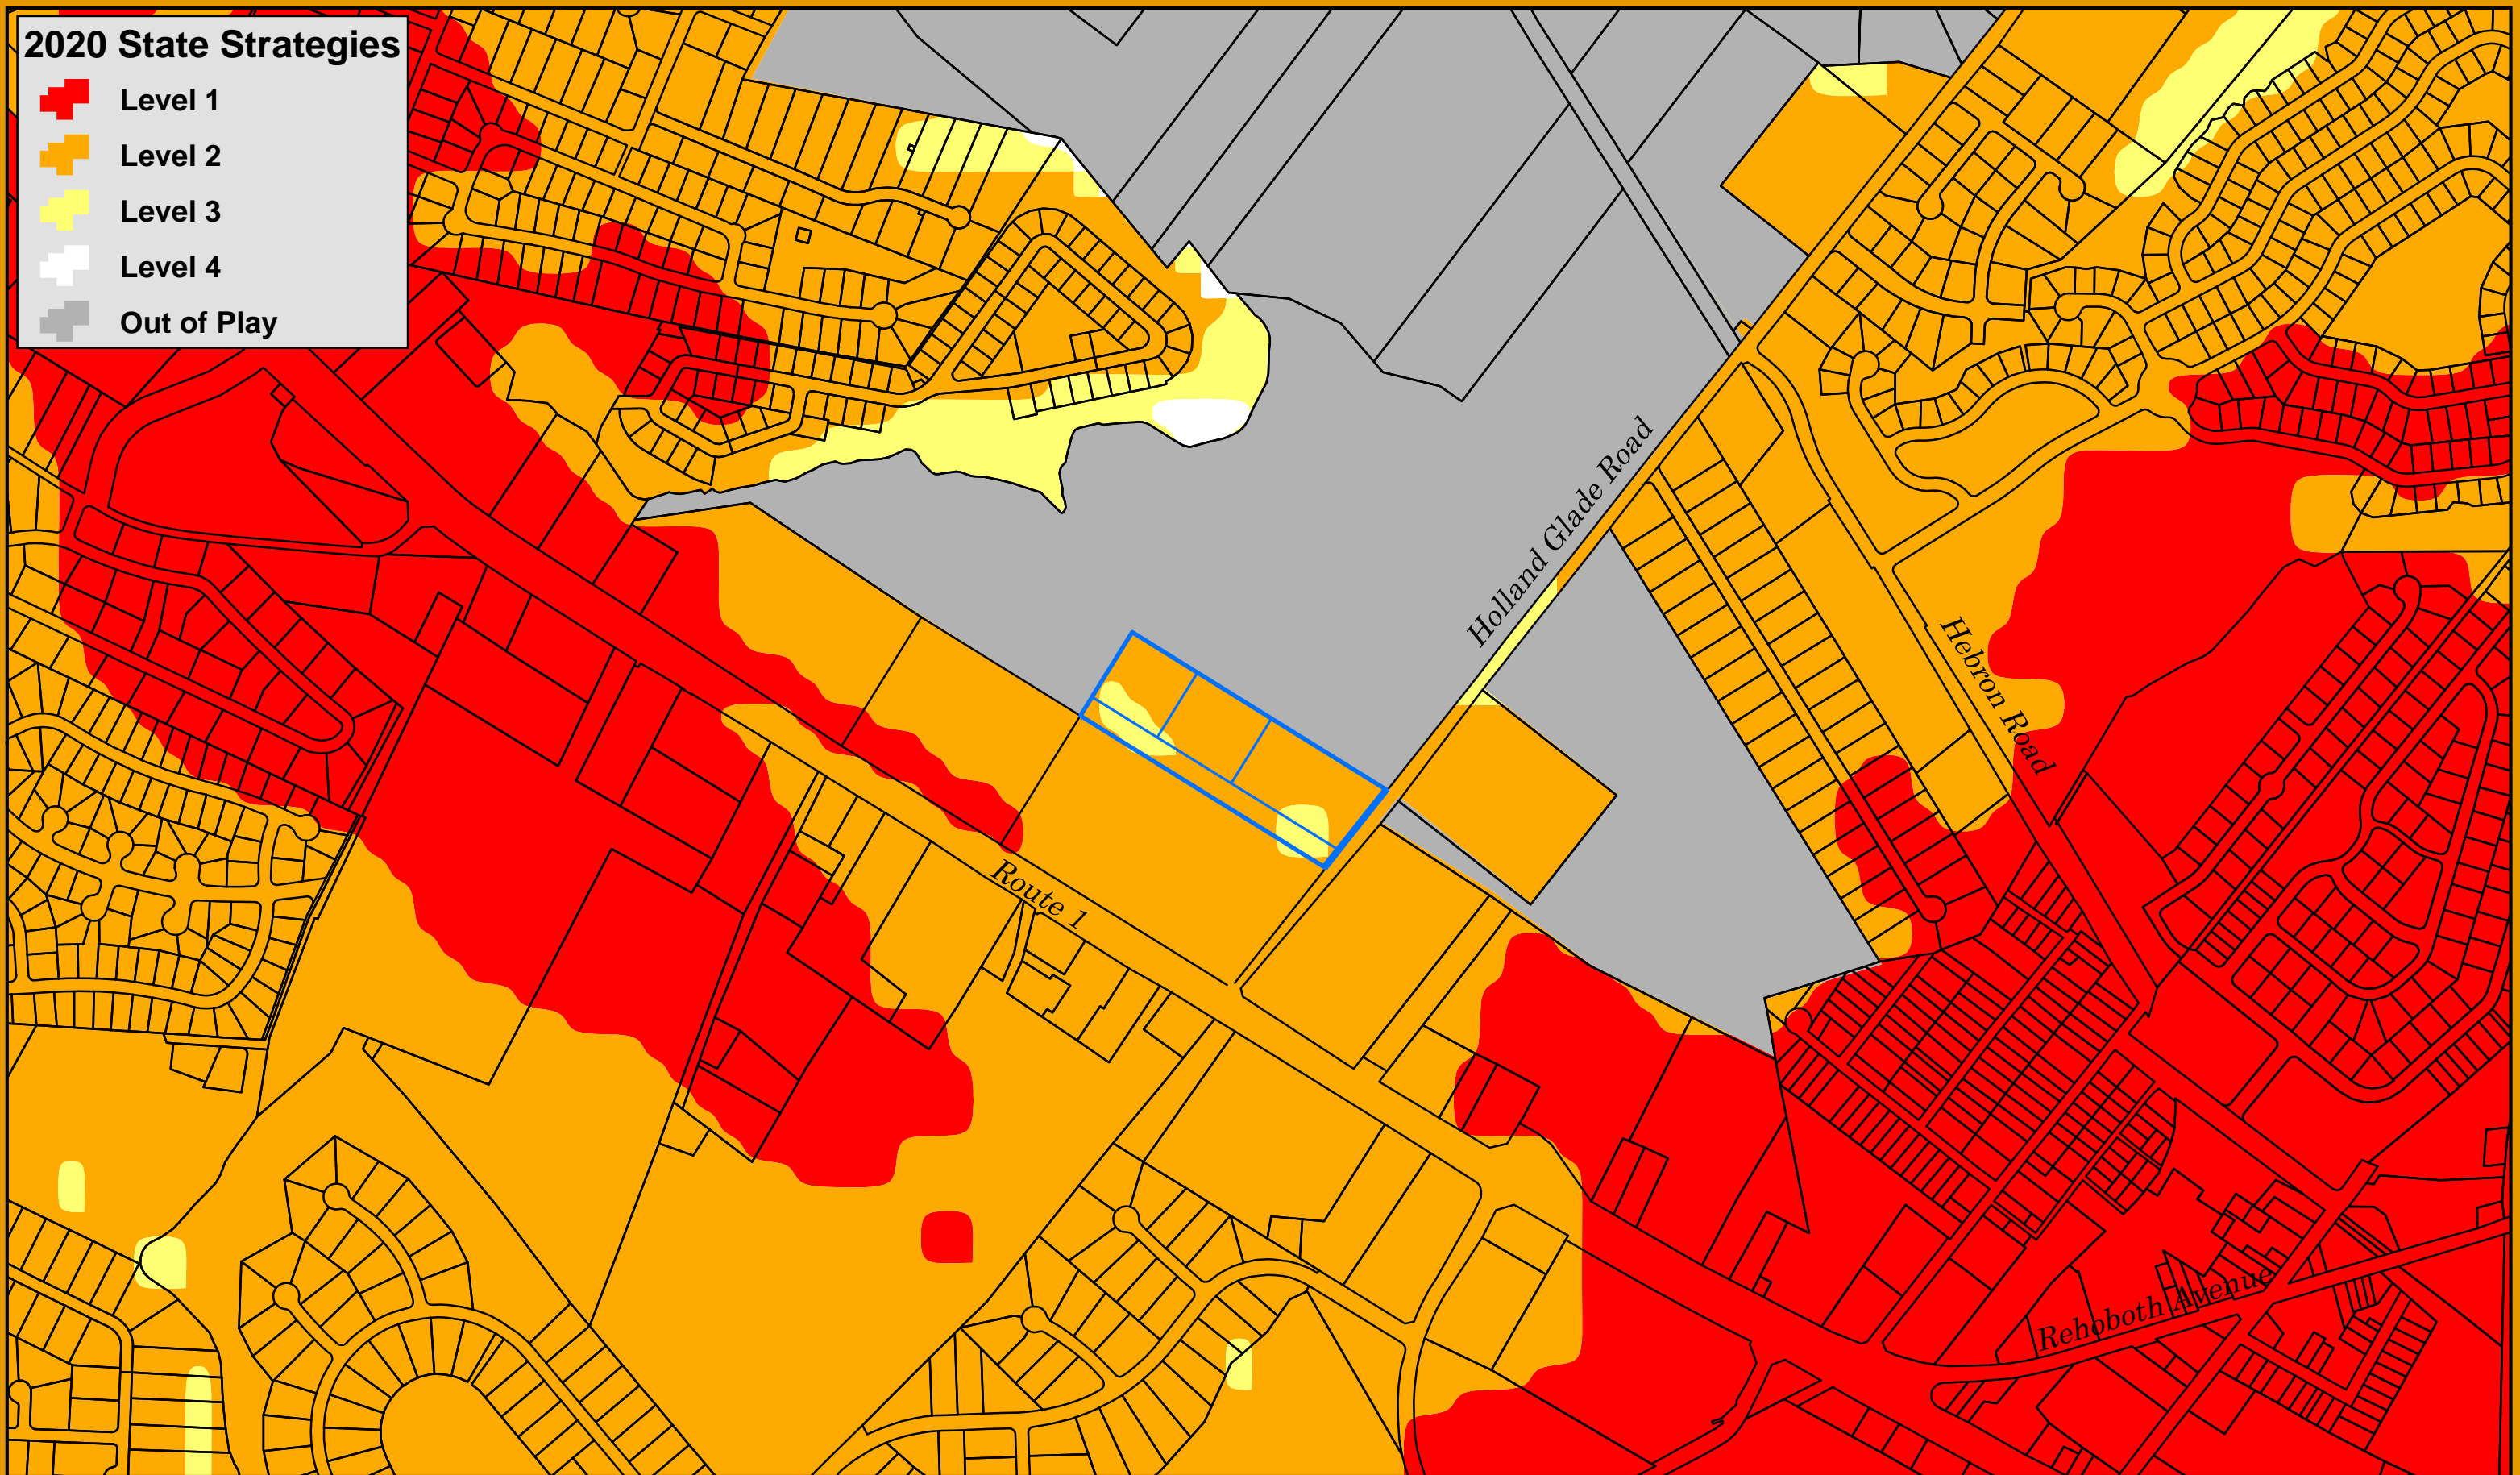 2020 State Strategies
Level 1
Level 2
Level 3
Level 4
Out of Play
Holland Glade Road
Hebron Road
Route 1
Rehoboth Avenue